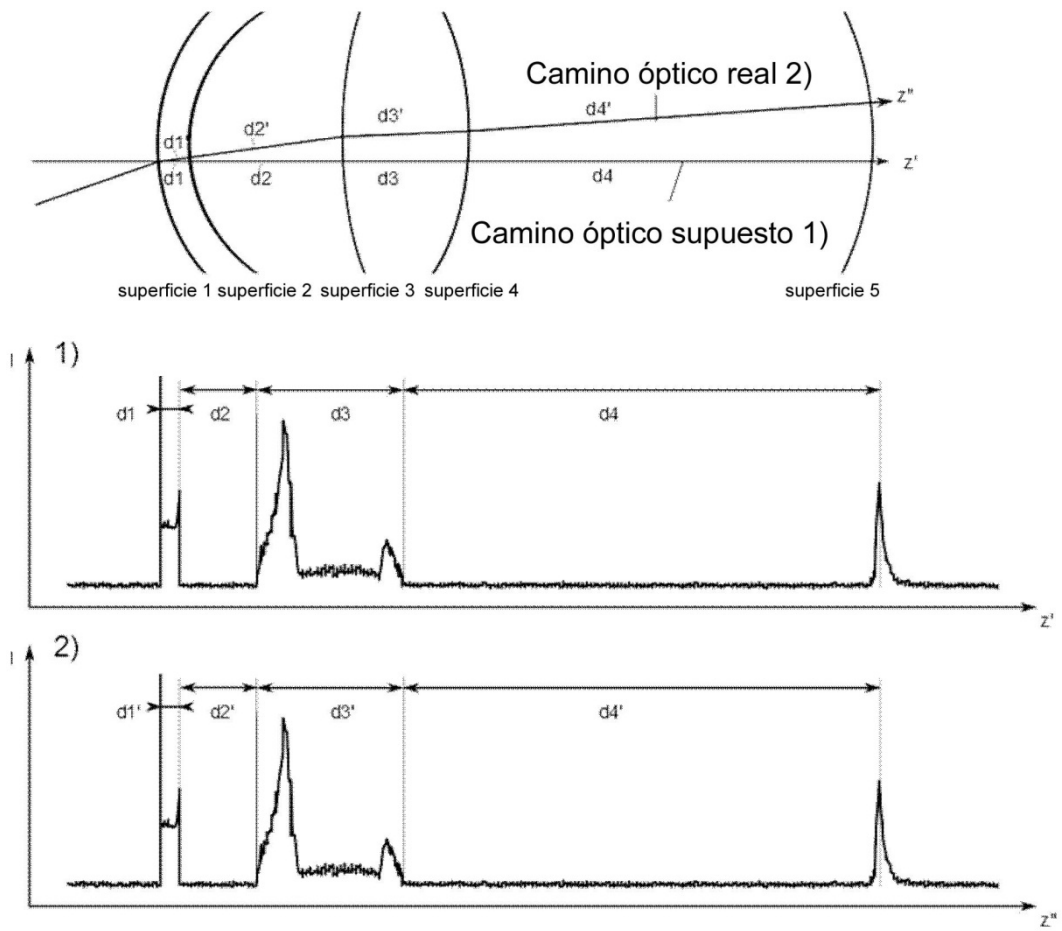 Camino óptico real 2)
z"
d3'
d4'
d2'
d1'
z'
d1
d2
d3
d4
Camino óptico supuesto 1)
superficie 1 superficie 2 superficie 3 superficie 4 superficie 5
I
1)
d1
d2
d3
d4
z'
I
2)
d1'
d2'
d3'
d4'
z"